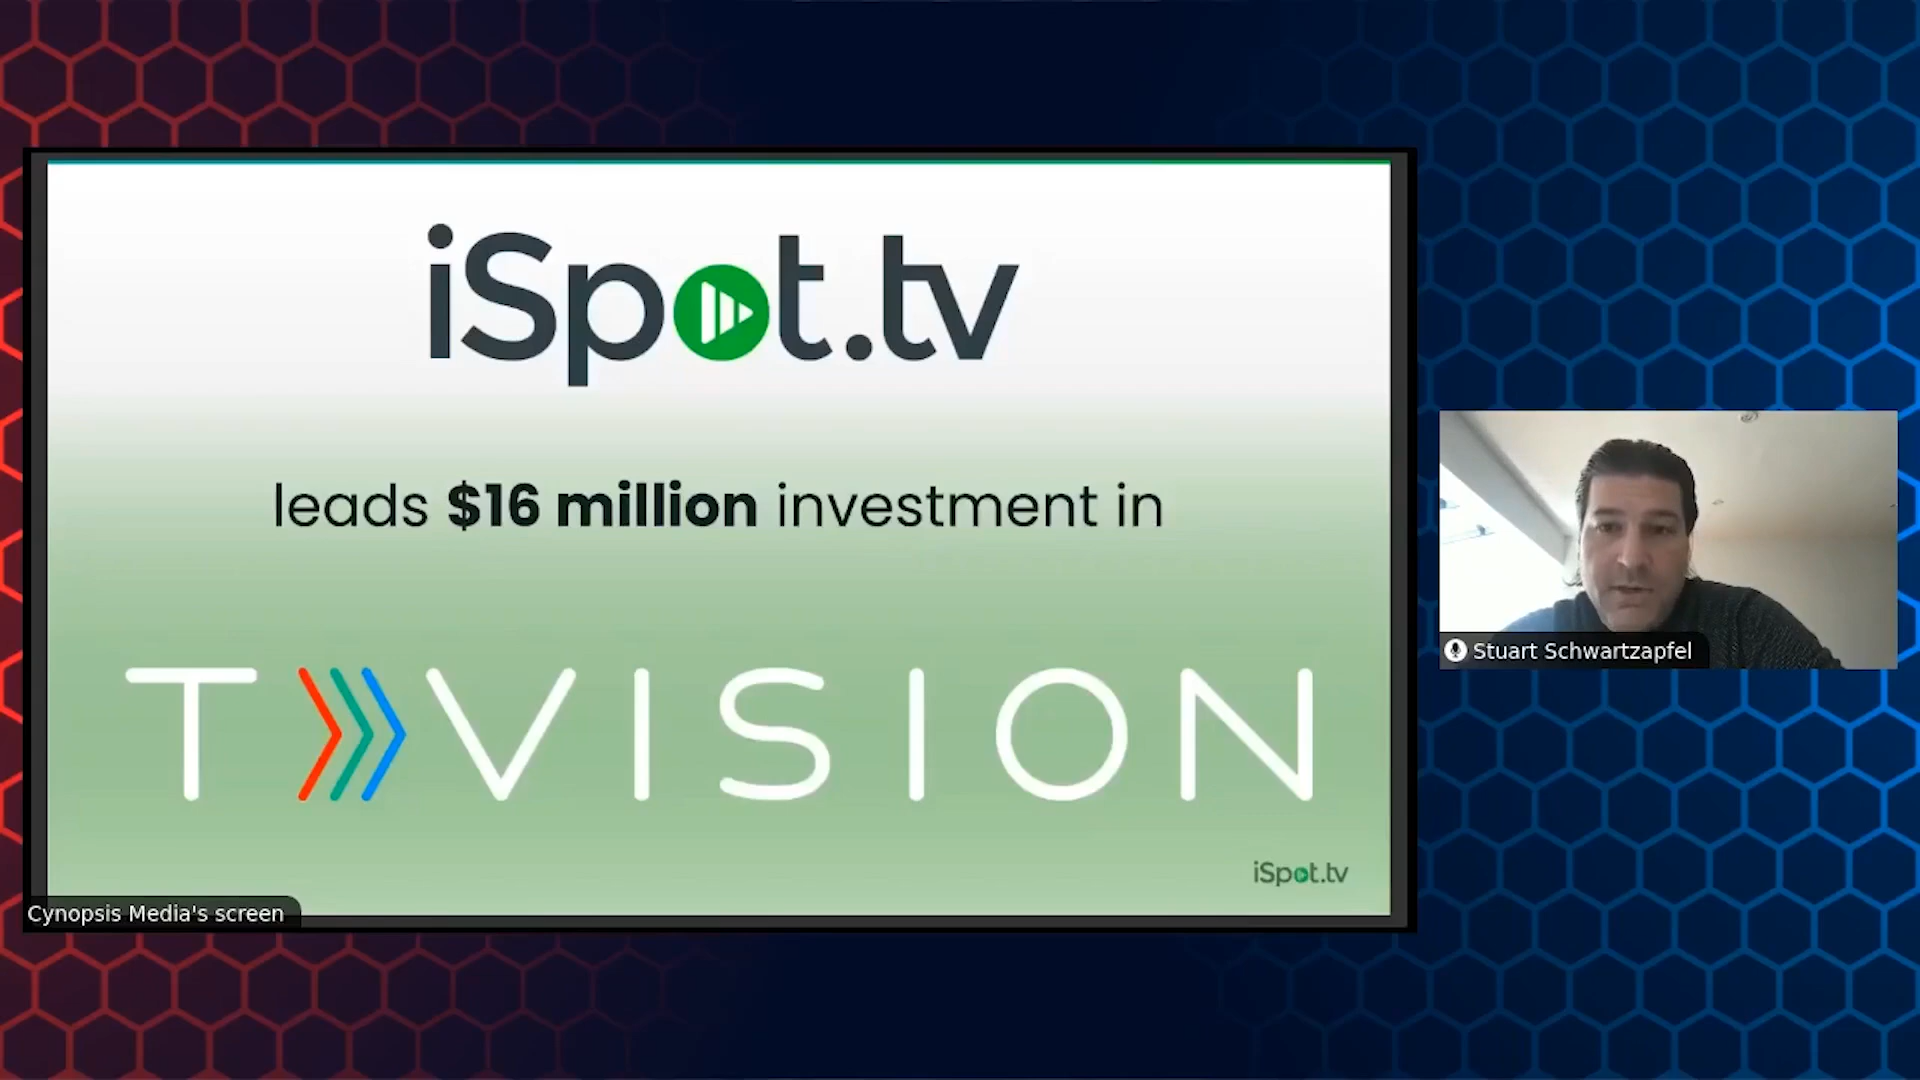 iSpot.tv
leads $16 million investment in
TVISION
iSpot.tv
Cynopsis Media's screen
Stuart Schwartzapfel